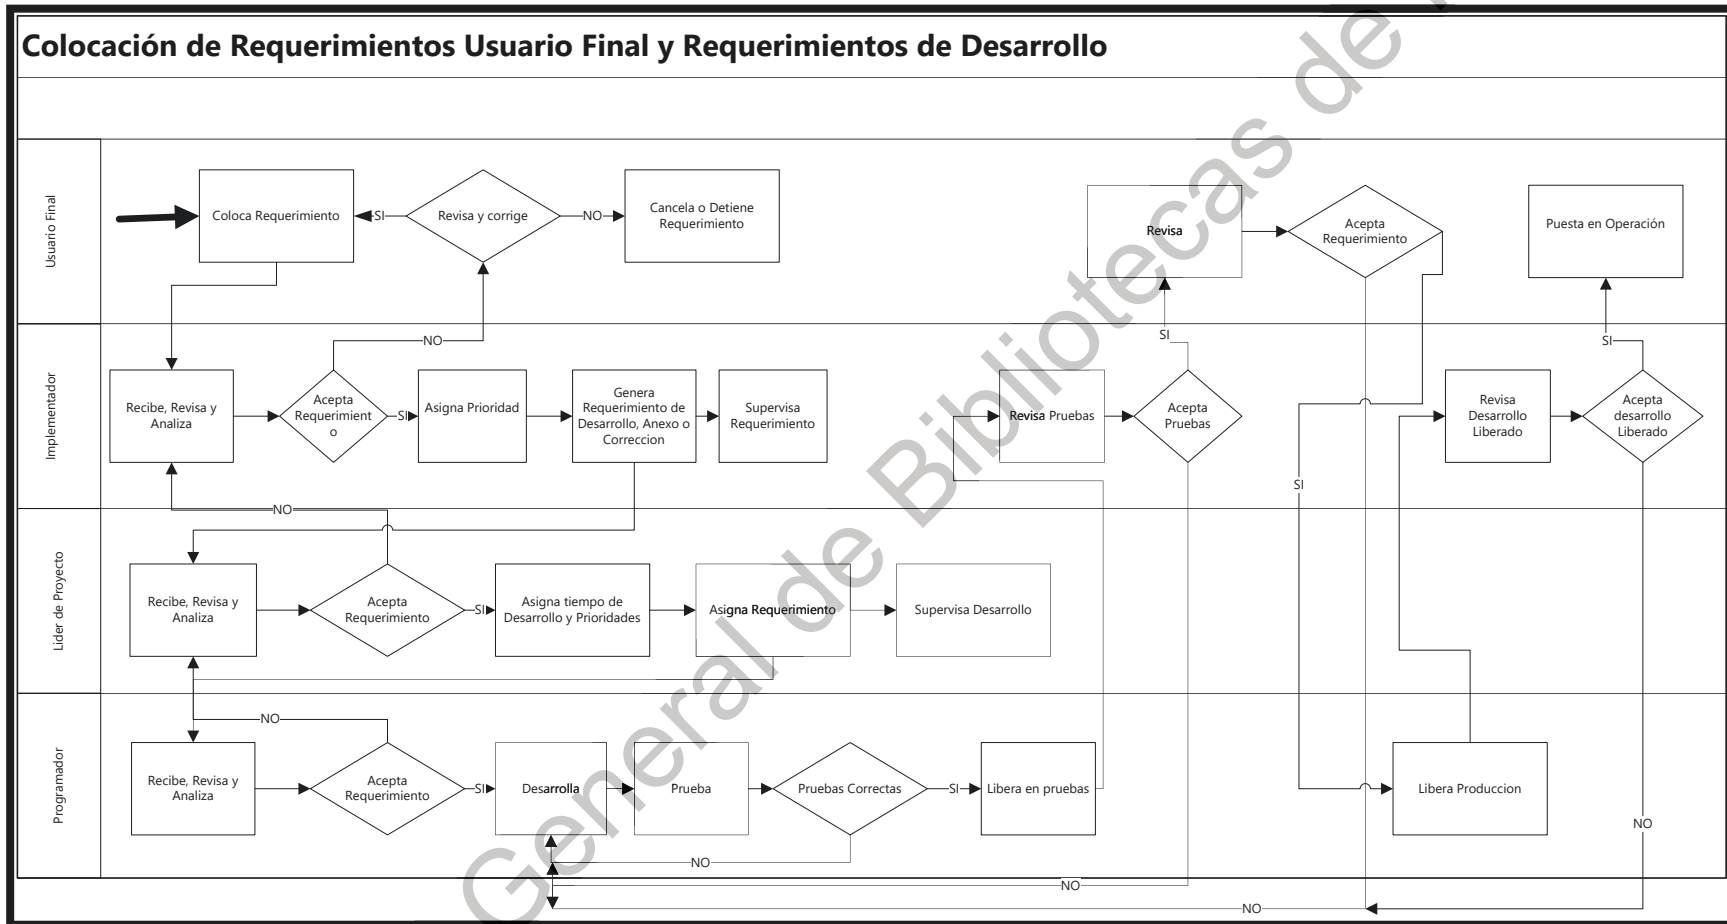 Colocación de Requerimientos Usuario Final y Requerimientos de Desarrollo
Usuario Final
Coloca Requerimiento
SI
Revisa y corrige
NO
Cancela o Detiene
Requerimiento
Revisa
Acepta
Requerimiento
Puesta en Operación
NO
SI
SI
Implementador
Recibe, Revisa y
Analiza
Acepta
Requerimient
o
SI
Asigna Prioridad
Genera
Requerimiento de
Desarrollo, Anexo o
Correccion
Supervisa
Requerimiento
Revisa Pruebas
Acepta
Pruebas
Revisa
Desarrollo
Liberado
Acepta
desarrollo
Liberado
SI
NO
Lider de Proyecto
Recibe, Revisa y
Analiza
Acepta
Requerimiento
SI
Asigna tiempo de
Desarrollo y Prioridades
Asigna Requerimiento
Supervisa Desarrollo
NO
Programador
Recibe, Revisa y
Analiza
Acepta
Requerimiento
SI
Desarrolla
Prueba
Pruebas Correctas
SI
Libera en pruebas
Libera Produccion
NO
NO
NO
NO
General de Bibliotecas de